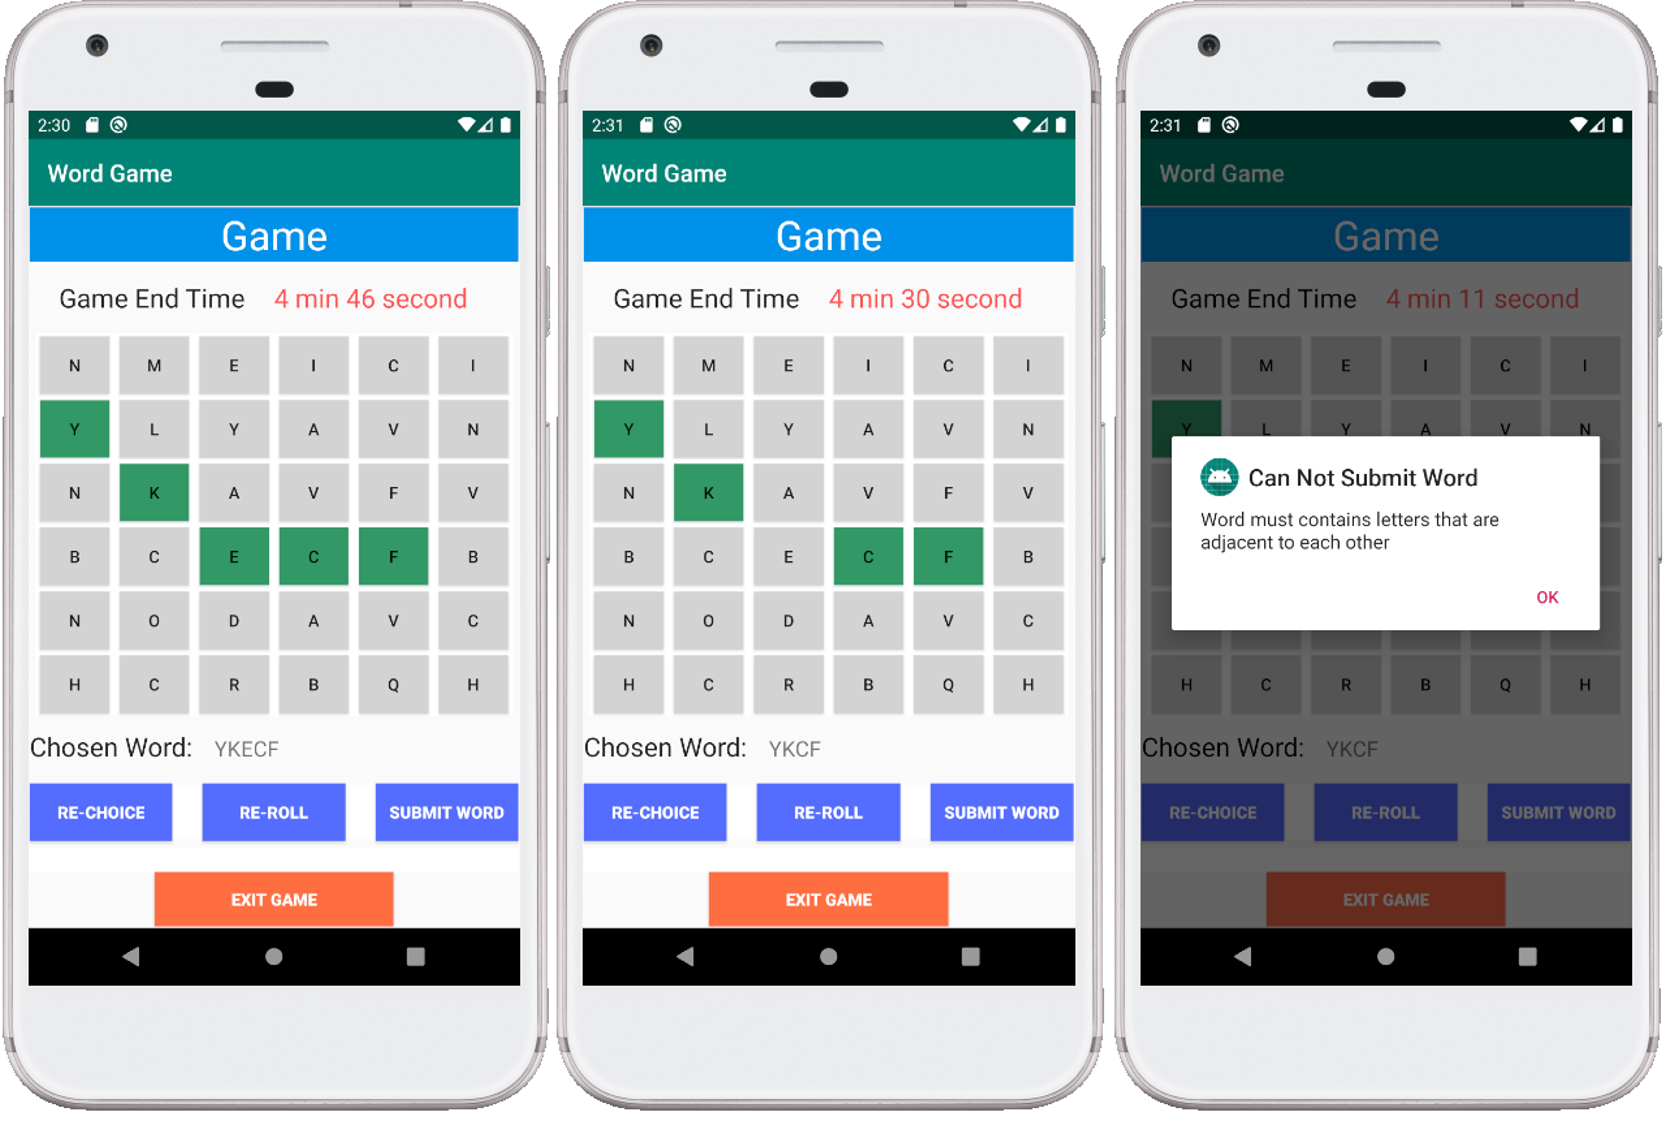 2:30
Word Game
Game
Game End Time 4 min 46 second
N M E I C I
Y L Y A V N
N K A V F V
B C E C F B
N O D A V C
H C R B Q H
Chosen Word: YKECF
RE-CHOICE RE-ROLL SUBMIT WORD
EXIT GAME
2:31
Word Game
Game
Game End Time 4 min 30 second
N M E I C I
Y L Y A V N
N K A V F V
B C E C F B
N O D A V C
H C R B Q H
Chosen Word: YKCF
RE-CHOICE RE-ROLL SUBMIT WORD
EXIT GAME
2:31
Word Game
Game
Game End Time 4 min 11 second
N M E I C I
Y L Y A V N
Can Not Submit Word
Word must contains letters that are
adjacent to each other
OK
H C R B Q H
Chosen Word: YKCF
RE-CHOICE RE-ROLL SUBMIT WORD
EXIT GAME